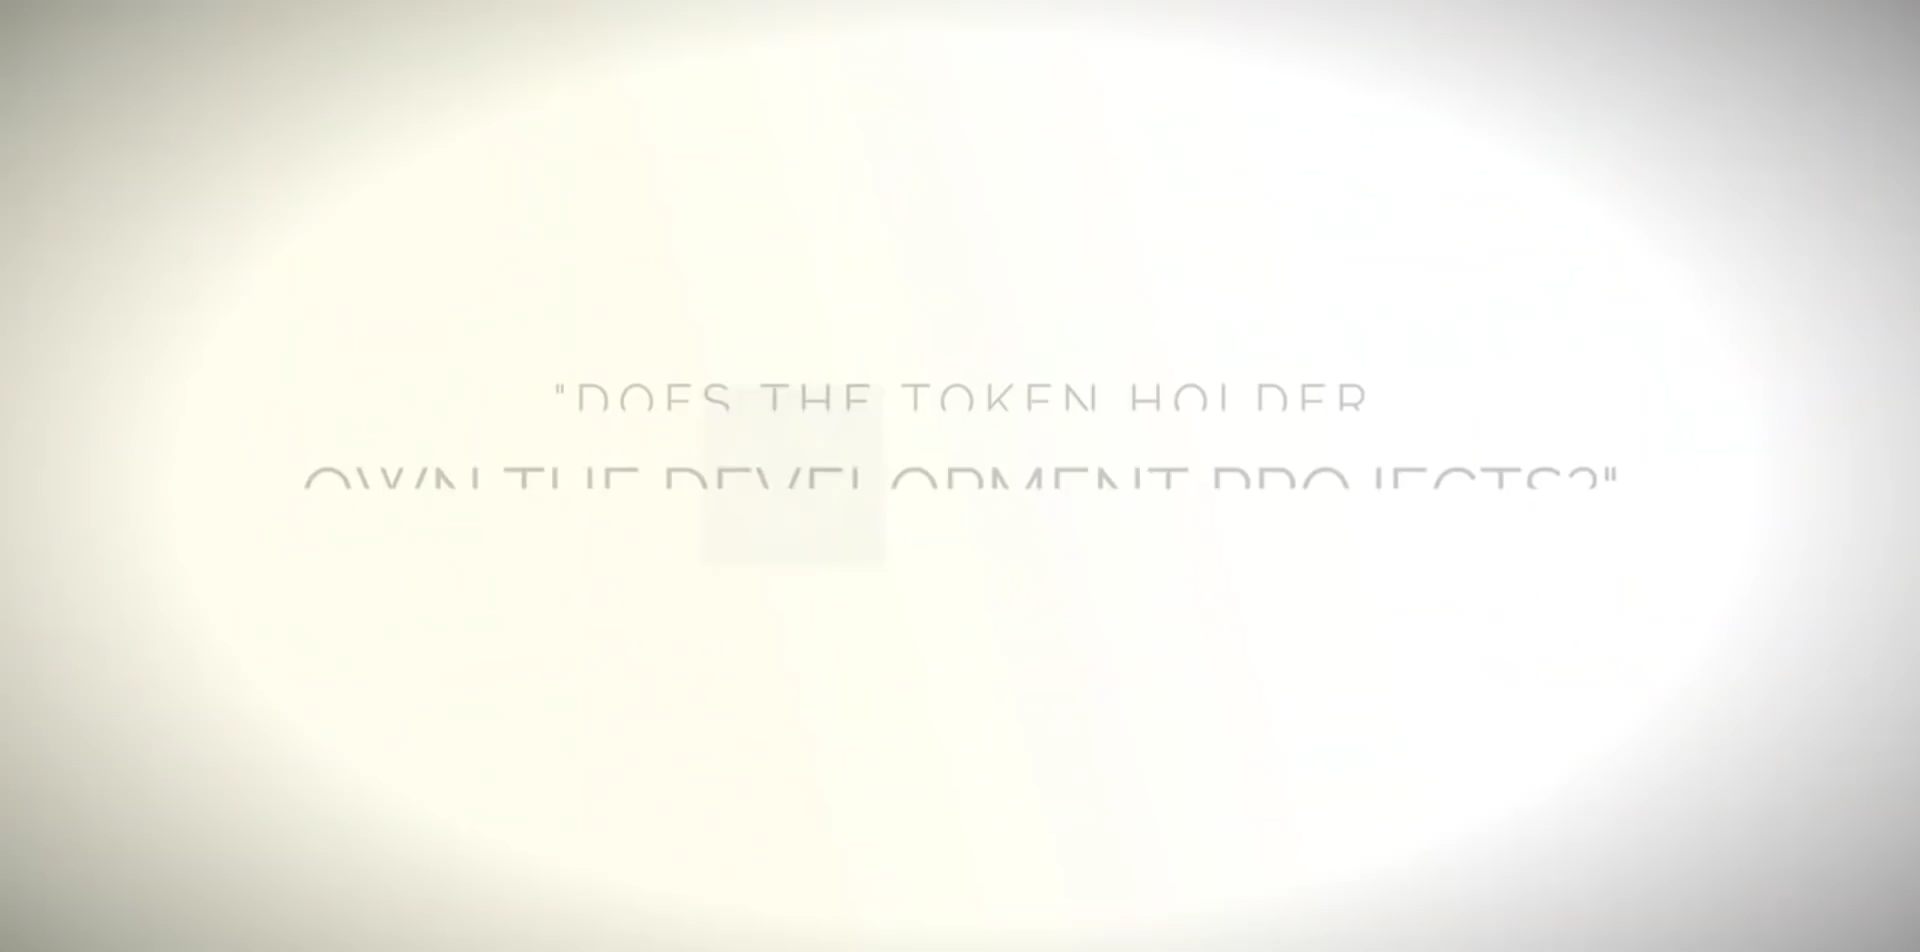 "DOES THE TOKEN HOLDER
OWN THE DEVELOPMENT PROJECTS?"